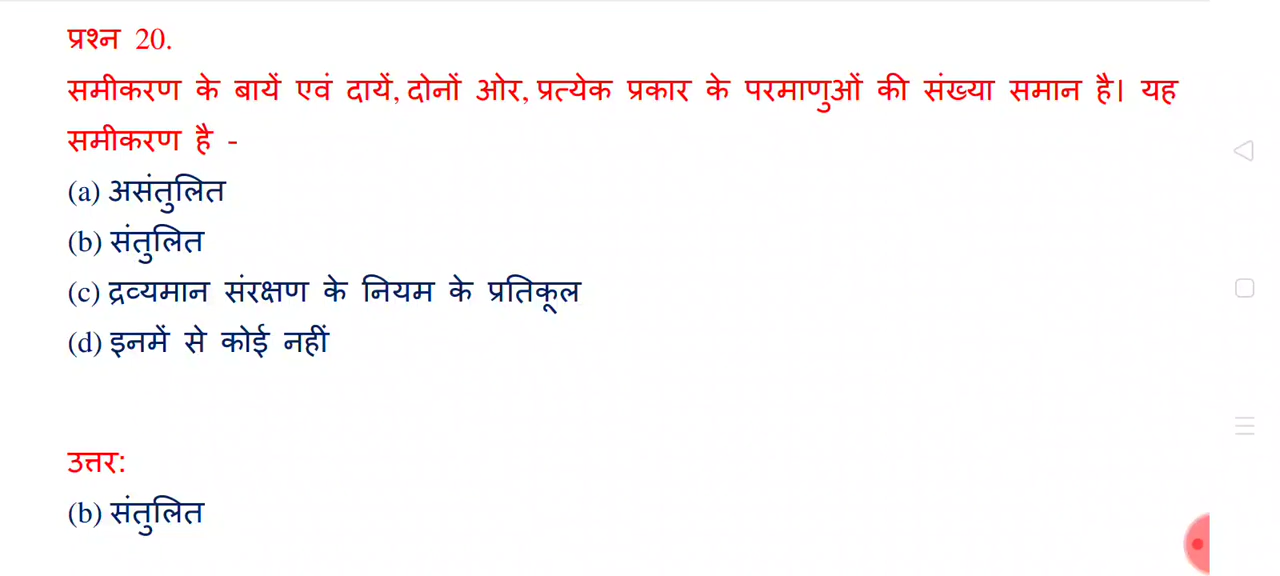 प्रश्न 20.
समीकरण के बायें एवं दायें, दोनों ओर, प्रत्येक प्रकार के परमाणुओं की संख्या समान है। यह
समीकरण है -
(a) असंतुलित
(b) संतुलित
(c) द्रव्यमान संरक्षण के नियम के प्रतिकूल
(d) इनमें से कोई नहीं
उत्तर:
(b) संतुलित